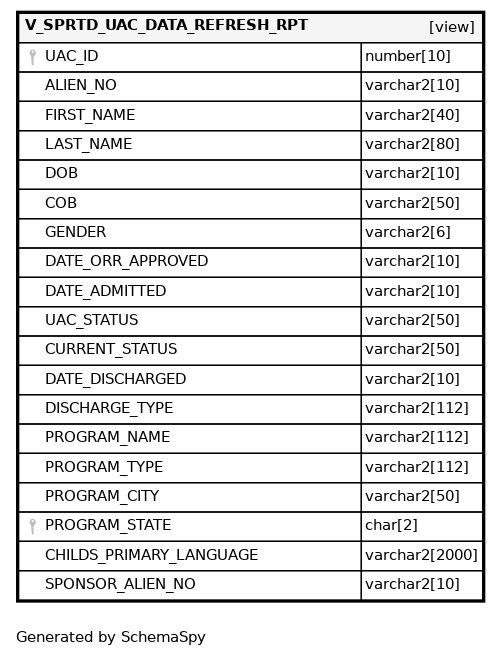 V_SPRTD_UAC_DATA_REFRESH_RPT [view]
UAC_ID number[10]
ALIEN_NO varchar2[10]
FIRST_NAME varchar2[40]
LAST_NAME varchar2[80]
DOB varchar2[10]
COB varchar2[50]
GENDER varchar2[6]
DATE_ORR_APPROVED varchar2[10]
DATE_ADMITTED varchar2[10]
UAC_STATUS varchar2[50]
CURRENT_STATUS varchar2[50]
DATE_DISCHARGED varchar2[10]
DISCHARGE_TYPE varchar2[112]
PROGRAM_NAME varchar2[112]
PROGRAM_TYPE varchar2[112]
PROGRAM_CITY varchar2[50]
PROGRAM_STATE char[2]
CHILDS_PRIMARY_LANGUAGE varchar2[2000]
SPONSOR_ALIEN_NO varchar2[10]
Generated by SchemaSpy